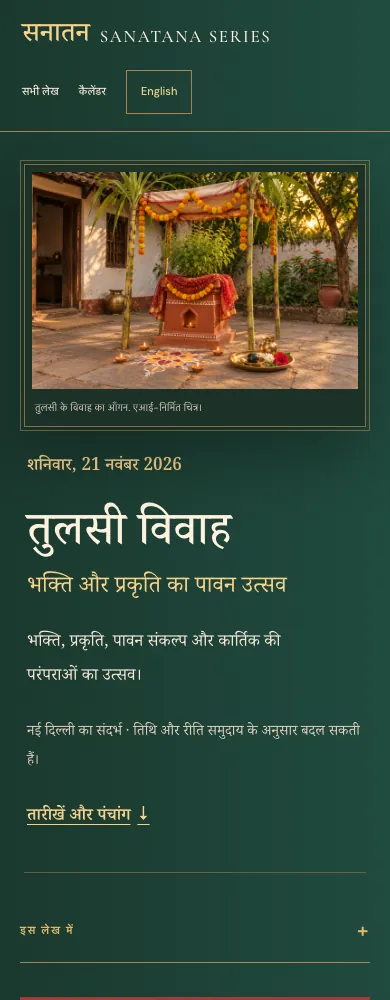 सनातन SANATANA SERIES
सभी लेख कैलेंडर English
तुलसी के विवाह का आँगन. एआई-निर्मित चित्र।
शनिवार, 21 नवंबर 2026
तुलसी विवाह
भक्ति और प्रकृति का पावन उत्सव
भक्ति, प्रकृति, पावन संकल्प और कार्तिक की
परंपराओं का उत्सव।
नई दिल्ली का संदर्भ · तिथि और रीति समुदाय के अनुसार बदल सकती
हैं।
तारीखें और पंचांग ↓
इस लेख में +